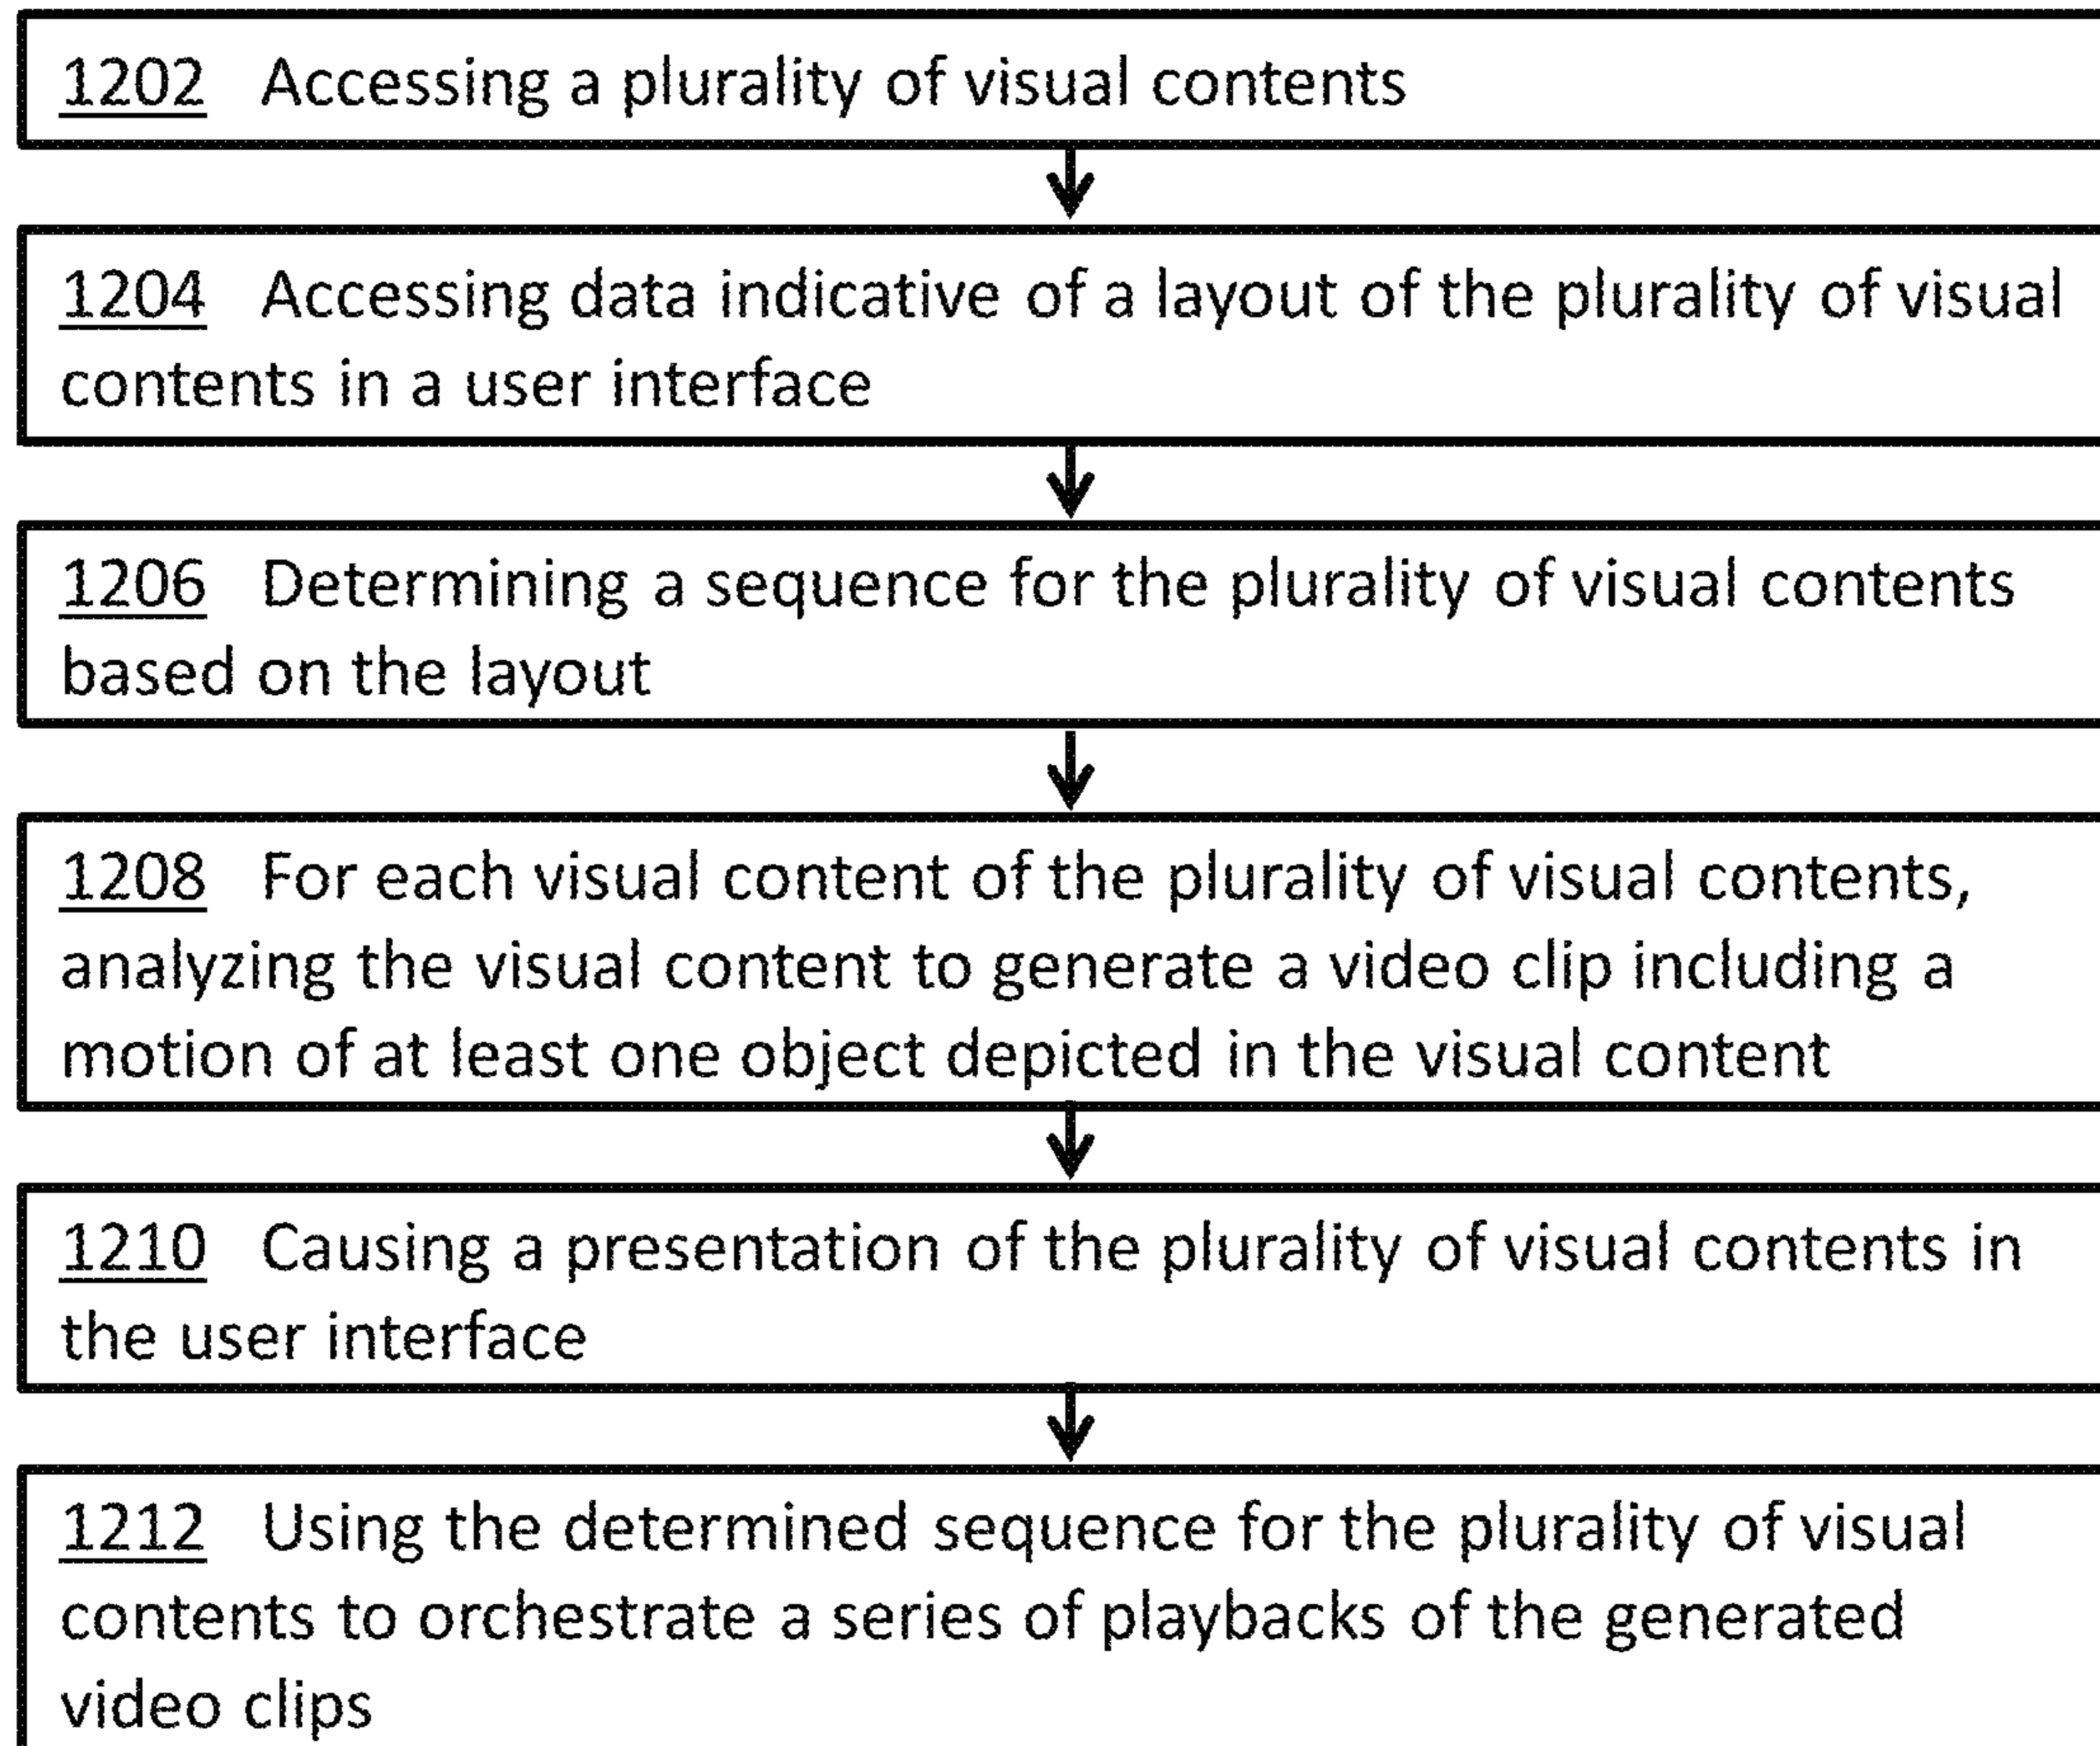 1202 Accessing a plurality of visual contents
1204 Accessing data indicative of a layout of the plurality of visual
contents in a user interface
1206 Determining a sequence for the plurality of visual contents
based on the layout
1208 For each visual content of the plurality of visual contents,
analyzing the visual content to generate a video clip including a
motion of at least one object depicted in the visual content
1210 Causing a presentation of the plurality of visual contents in
the user interface
1212 Using the determined sequence for the plurality of visual
contents to orchestrate a series of playbacks of the generated
video clips